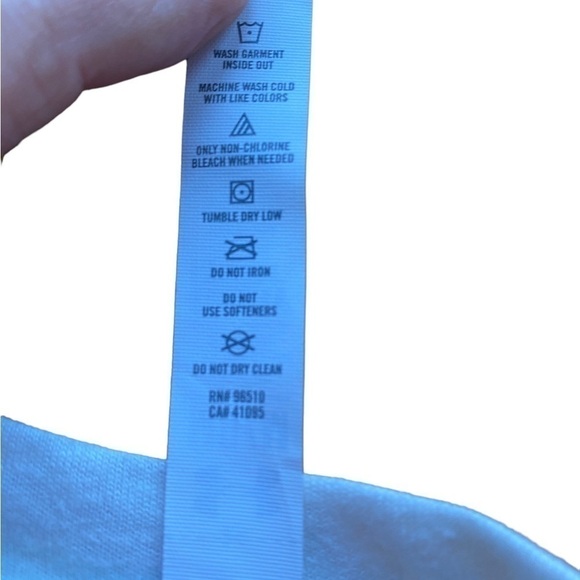 WASH GARMENT
INSIDE OUT
MACHINE WASH COLD
WITH LIKE COLORS
ONLY NON-CHLORINE
BLEACH WHEN NEEDED
TUMBLE DRY LOW
DO NOT IRON
DO NOT
USE SOFTENERS
DO NOT DRY CLEAN
RN# 96510
CA# 41095